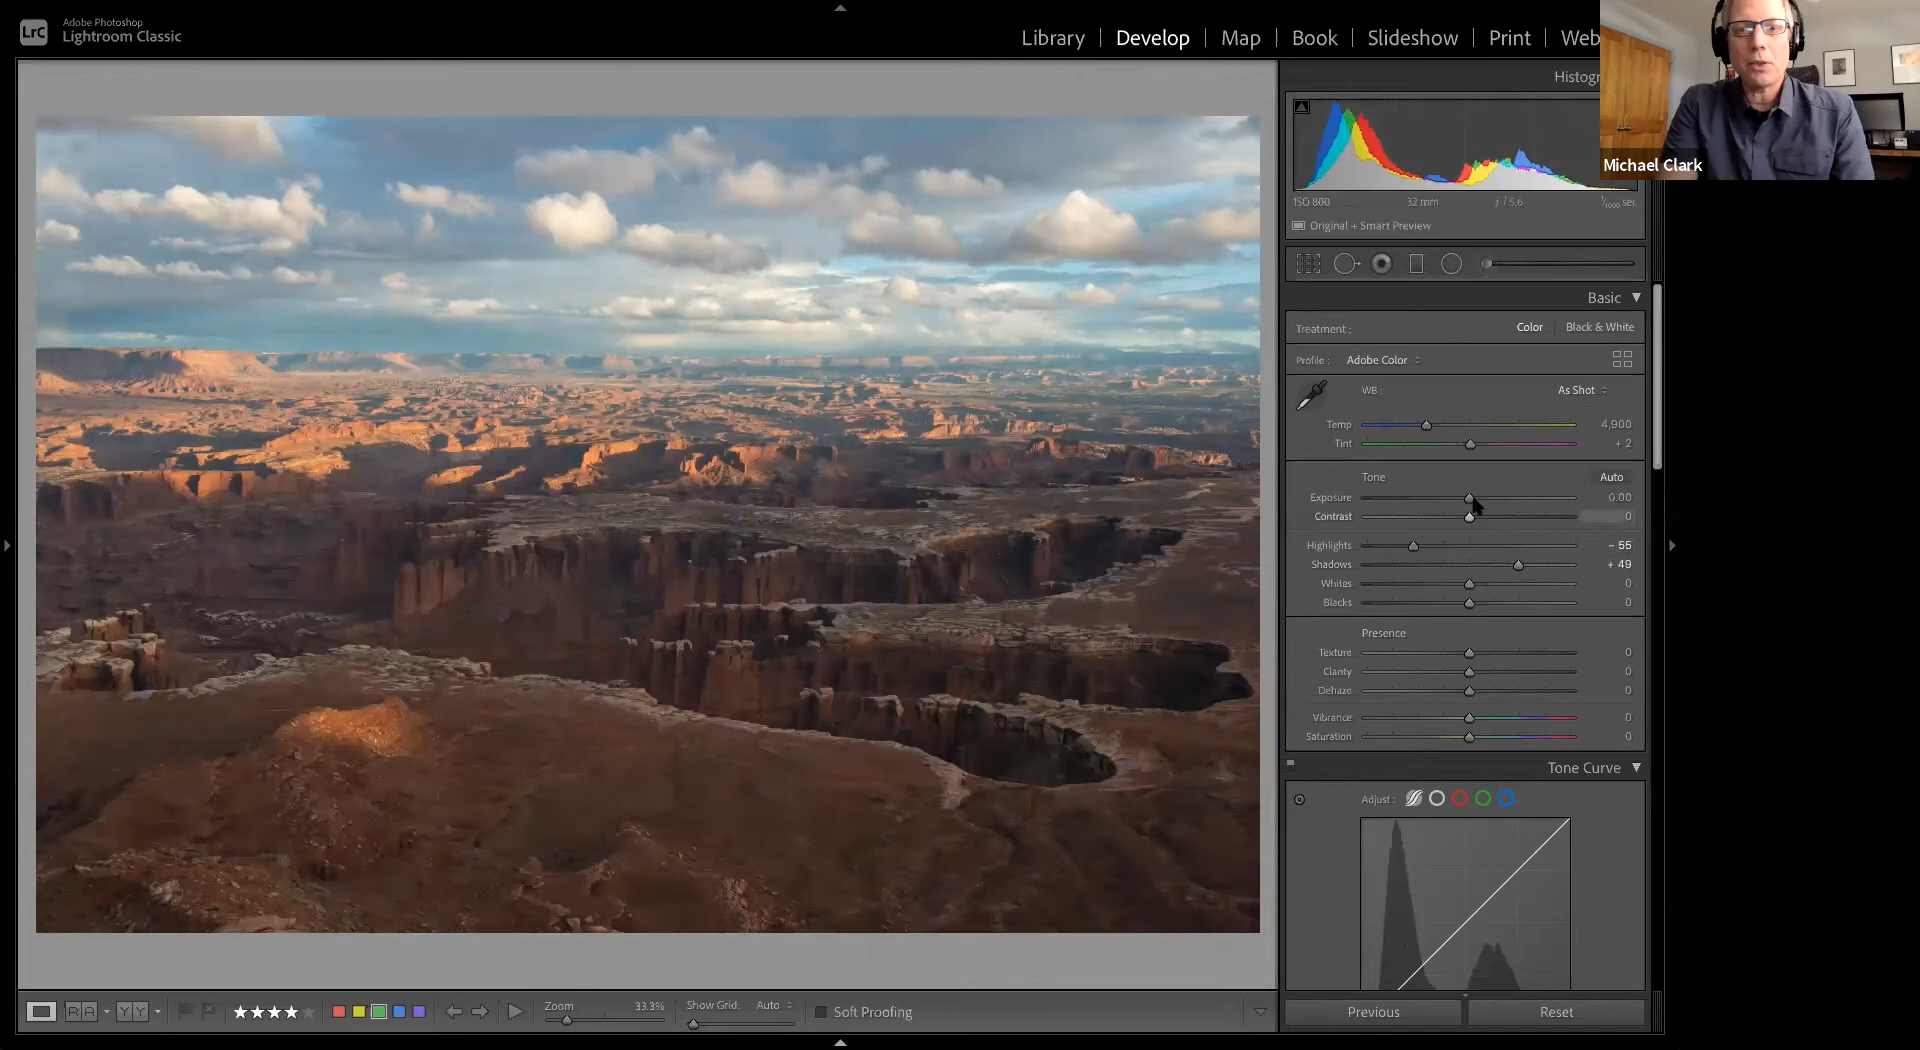 LrC
Adobe Photoshop
Lightroom Classic
Library | Develop | Map | Book | Slideshow | Print | Web
Michael Clark
ISO 800 32 mm ƒ / 5.6 1/1000 sec
Original + Smart Preview
Basic
Treatment : Color Black & White
Profile : Adobe Color
WB : As Shot
Temp 4,900
Tint + 2
Tone Auto
Exposure 0.00
Contrast 0
Highlights - 55
Shadows + 49
Whites 0
Blacks 0
Presence
Texture 0
Clarity 0
Dehaze 0
Vibrance 0
Saturation 0
Tone Curve
Adjust :
Previous Reset
R A Y Y Zoom 33.3% Show Grid: Auto Soft Proofing